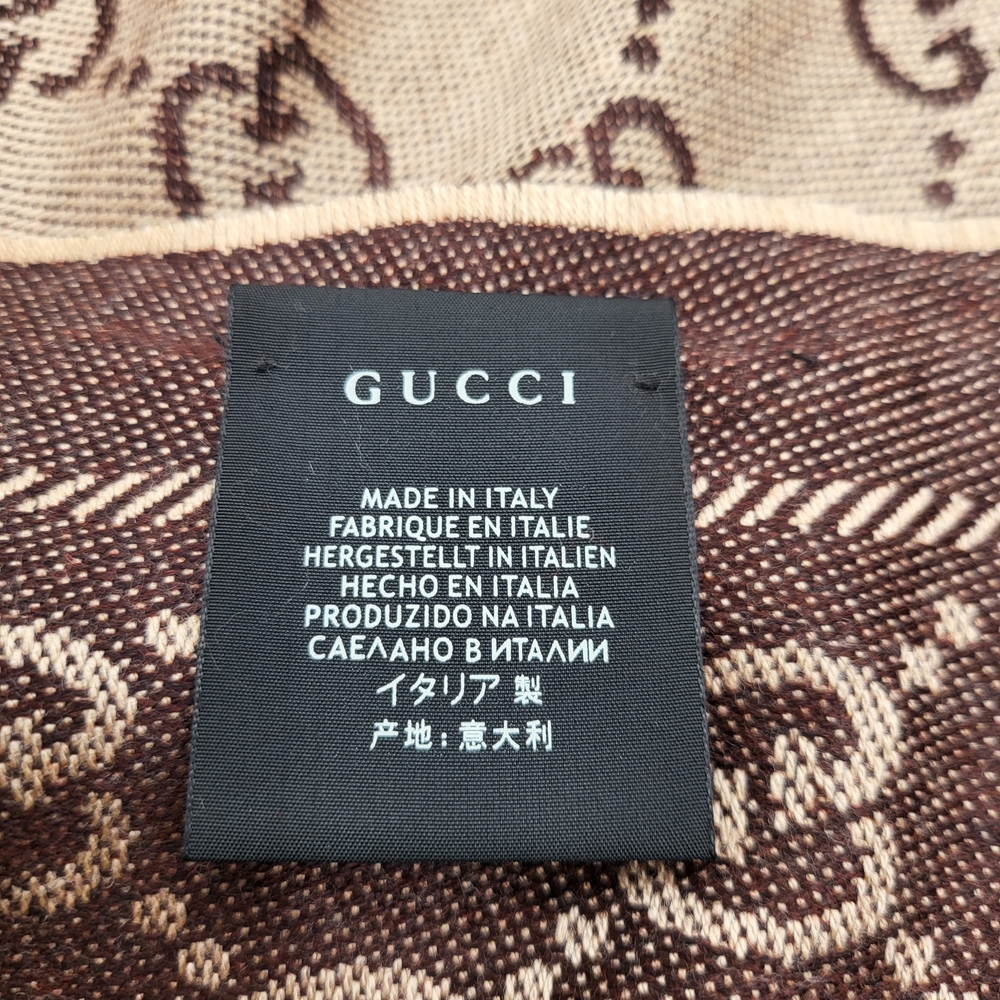 GUCCI
MADE IN ITALY
FABRIQUE EN ITALIE
HERGESTELLT IN ITALIEN
HECHO EN ITALIA
PRODUZIDO NA ITALIA
САЕЛАНО В ИТАЛИИ
イタリア 製
产地：意大利